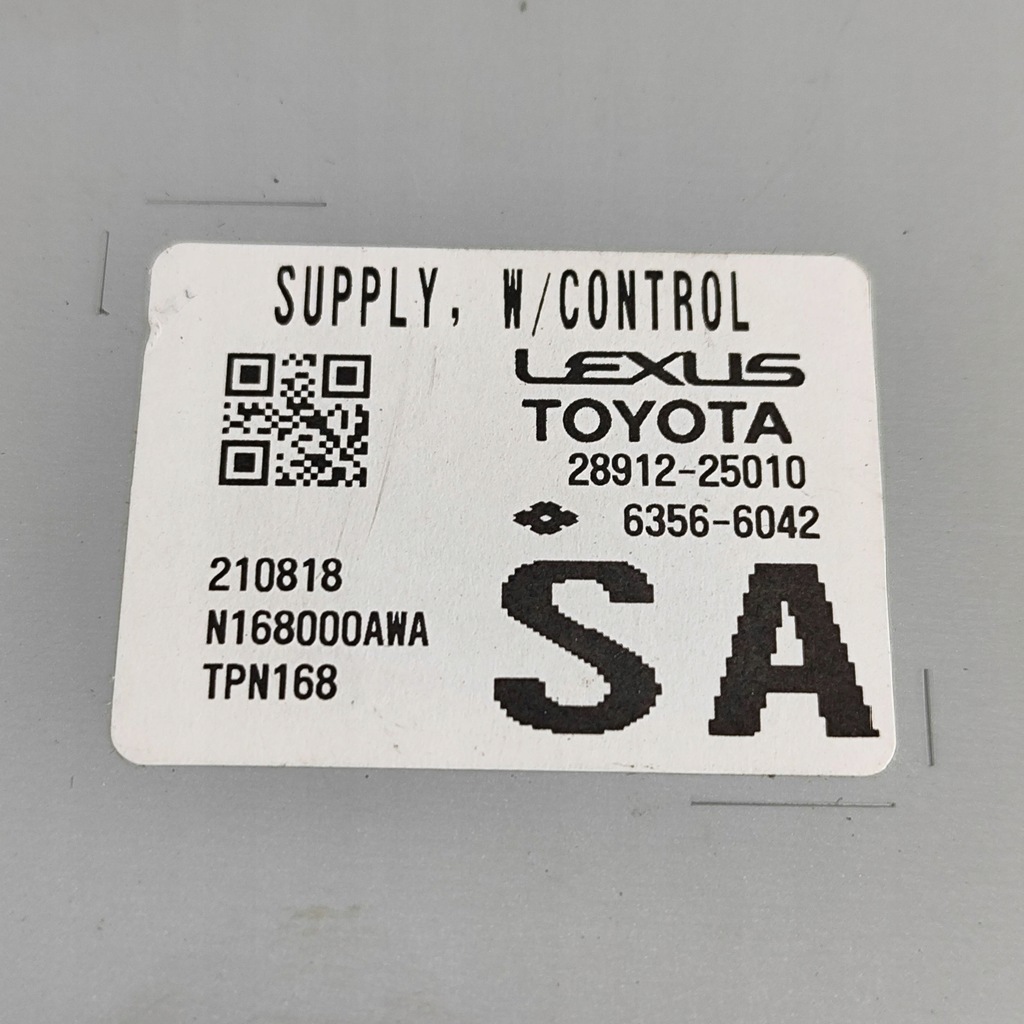 SUPPLY, W/CONTROL
LEXUS
TOYOTA
28912-25010
6356-6042
210818
N168000AWA
TPN168
SA